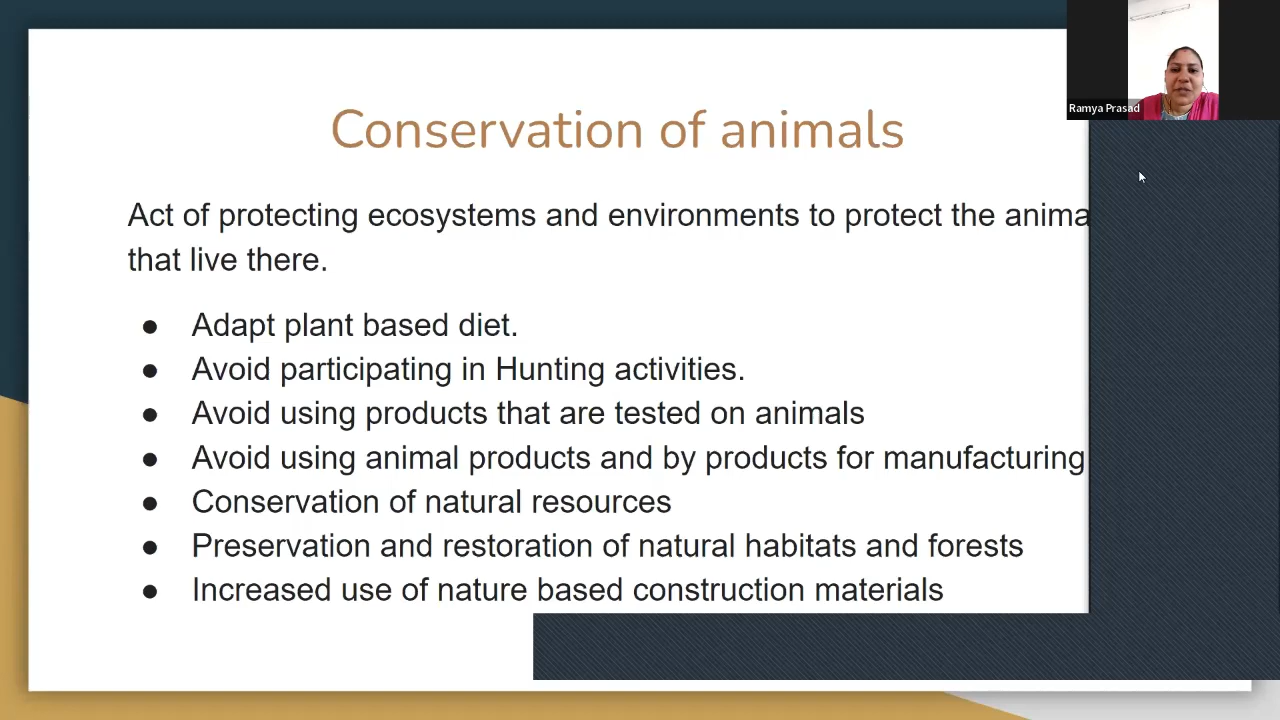 Ramya Prasad
Conservation of animals
Act of protecting ecosystems and environments to protect the anima
that live there.
● Adapt plant based diet.
● Avoid participating in Hunting activities.
● Avoid using products that are tested on animals
● Avoid using animal products and by products for manufacturing
● Conservation of natural resources
● Preservation and restoration of natural habitats and forests
● Increased use of nature based construction materials